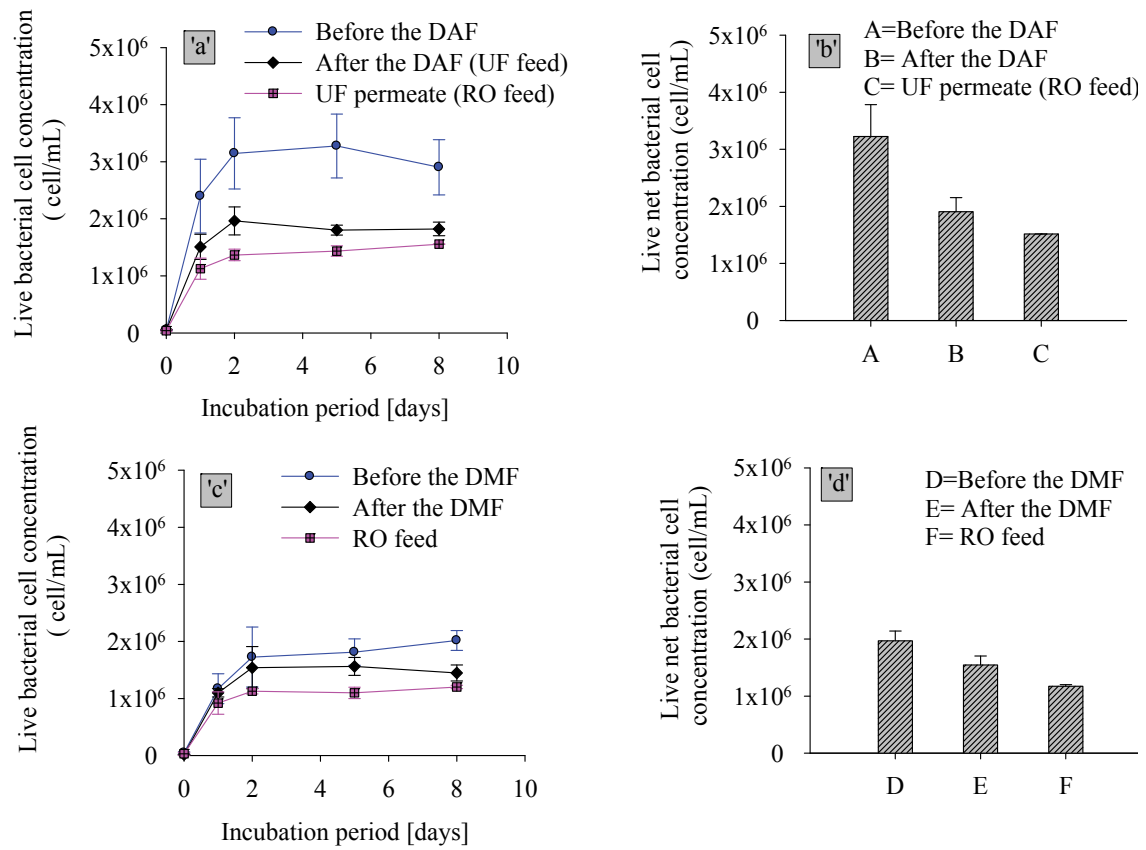 Live bacterial cell concentration
( cell/mL)
5x10⁶
4x10⁶
3x10⁶
2x10⁶
1x10⁶
0
'a'
Before the DAF
After the DAF (UF feed)
UF permeate (RO feed)
0 2 4 6 8 10
Incubation period [days]
Live net bacterial cell
concentration (cell/mL)
5x10⁶
4x10⁶
3x10⁶
2x10⁶
1x10⁶
0
'b'
A=Before the DAF
B= After the DAF
C= UF permeate (RO feed)
A B C
Live bacterial cell concentration
( cell/mL)
5x10⁶
4x10⁶
3x10⁶
2x10⁶
1x10⁶
0
'c'
Before the DMF
After the DMF
RO feed
0 2 4 6 8 10
Incubation period [days]
Live net bacterial cell
concentration (cell/mL)
5x10⁶
4x10⁶
3x10⁶
2x10⁶
1x10⁶
0
'd'
D=Before the DMF
E= After the DMF
F= RO feed
D E F